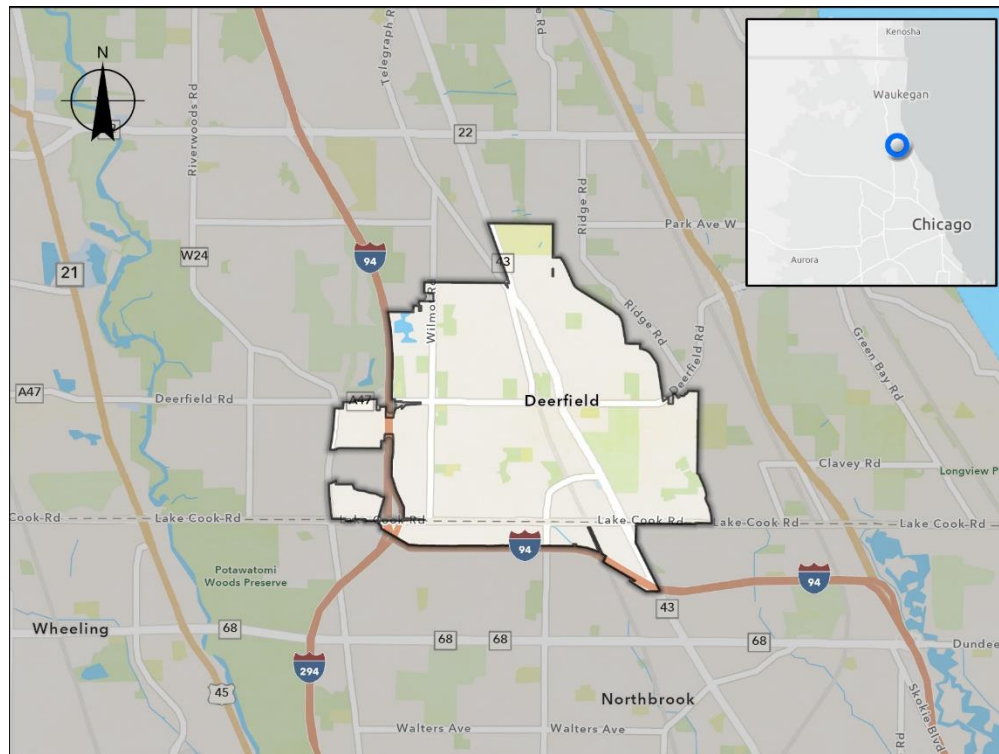 N
Kenosha
Waukegan
Chicago
Aurora
Telegraph R
e Rd
Riverwoods Rd
22
Ridge Rd
Park Ave W
W24
21
94
43
Wilmot Rd
Ridge Rd
Deerfield Rd
Green Bay Rd
A47
Deerfield Rd
A47
Deerfield
Clavey Rd
Longview P
Cook Rd
Lake Cook Rd
Lake Cook Rd
Lake Cook Rd
Lake Cook Rd
Lake Cook Rd
94
Potawatomi
Woods Preserve
94
43
Wheeling
68
68
68
68
Dundee
294
45
Northbrook
Skokie Blvd
Walters Ave
Walters Ave
Rd